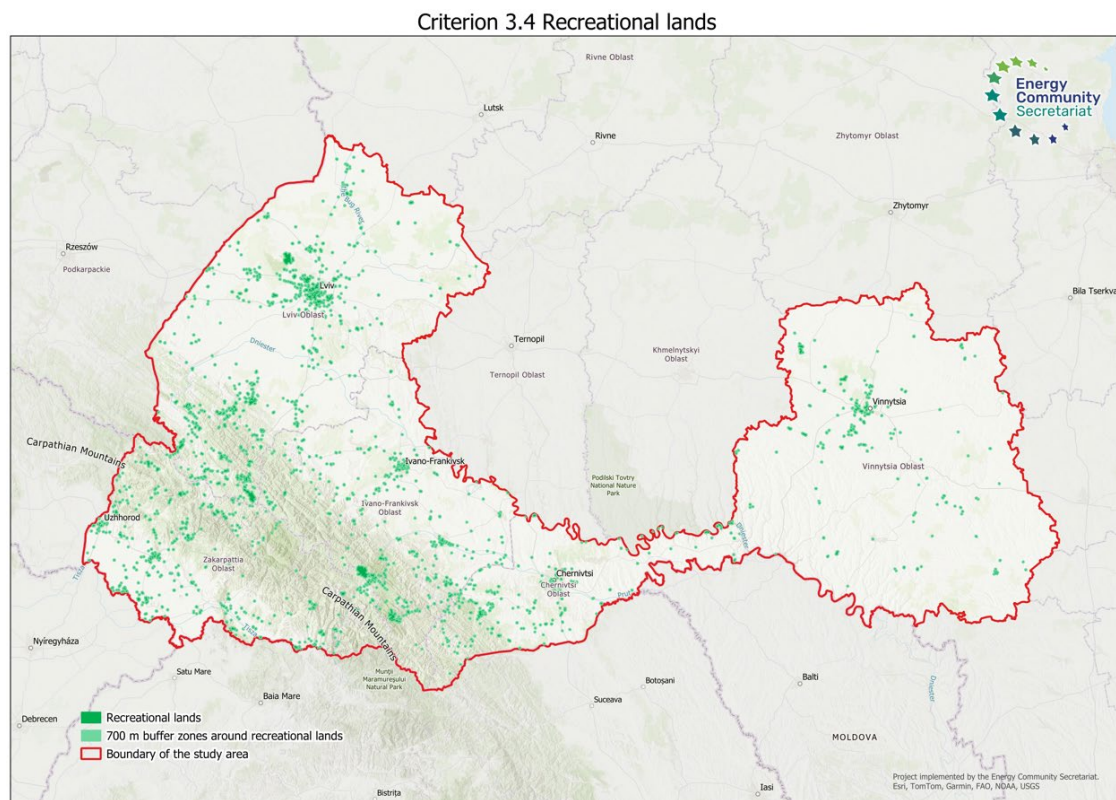 Criterion 3.4 Recreational lands
Rivne Oblast
Energy
Community
Secretariat
Lutsk
Rivne
Zhytomyr Oblast
Zhytomyr
Rzeszów
Podkarpackie
Bila Tserkva
Lviv
Lviv Oblast
Dniester
Ternopil
Ternopil Oblast
Khmelnytskyi
Oblast
Vinnytsia
Vinnytsia Oblast
Carpathian Mountains
Ivano-Frankivsk
Ivano-Frankivsk
Oblast
Podilski Tovtry
National Nature
Park
Dniester
Uzhhorod
Zakarpattia
Oblast
Tisza
Chernivtsi
Chernivtsi
Oblast
Prut
Carpathian Mountains
Nyíregyháza
Satu Mare
Baia Mare
Munții
Maramureșului
Natural Park
Suceava
Botoșani
Balti
Dniester
Debrecen
MOLDOVA
Iasi
Bistrița
Recreational lands
700 m buffer zones around recreational lands
Boundary of the study area
Project implemented by the Energy Community Secretariat.
Esri, TomTom, Garmin, FAO, NOAA, USGS